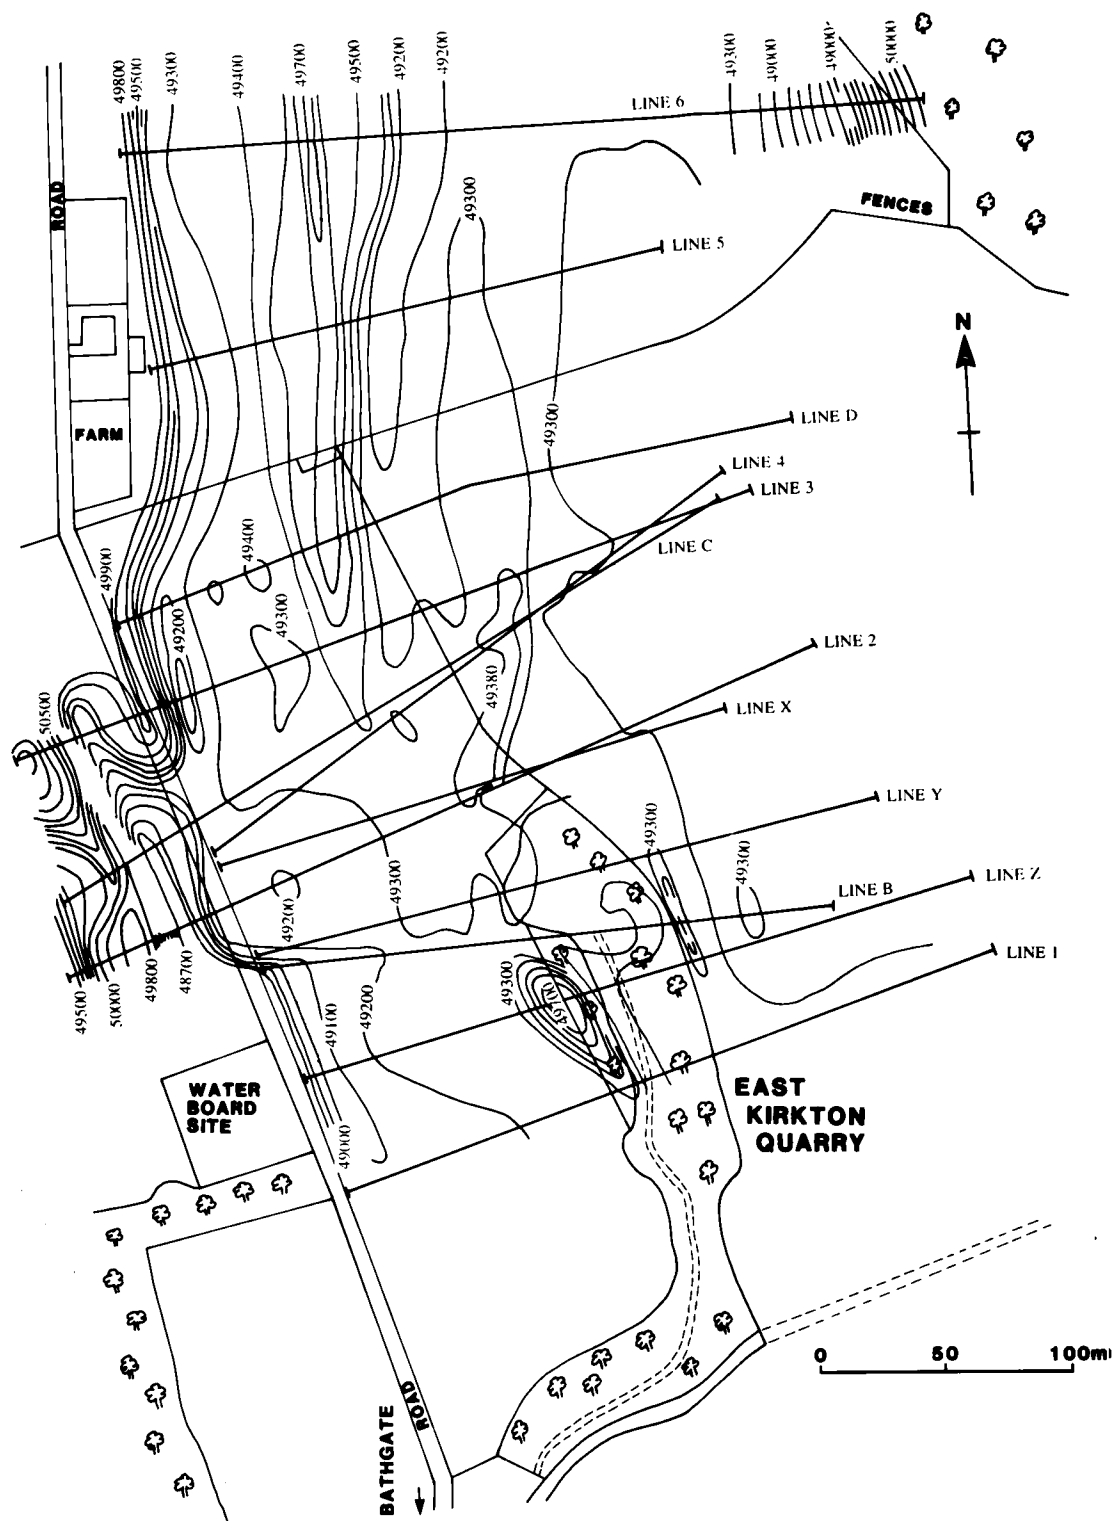 49800
49500
49300
49400
49700
49500
49200
49200
49300
49000
49000
50000
LINE 6
ROAD
49300
FENCES
LINE 5
N
FARM
49300
LINE D
LINE 4
LINE 3
LINE C
49900
49400
49200
49300
49380
LINE 2
LINE X
50500
LINE Y
49300
49300
49300
LINE Z
LINE B
49200
LINE 1
49500
50000
49800
48700
49300
49700
49200
49100
49000
WATER
BOARD
SITE
EAST
KIRKTON
QUARRY
0 50 100m
BATHGATE
ROAD